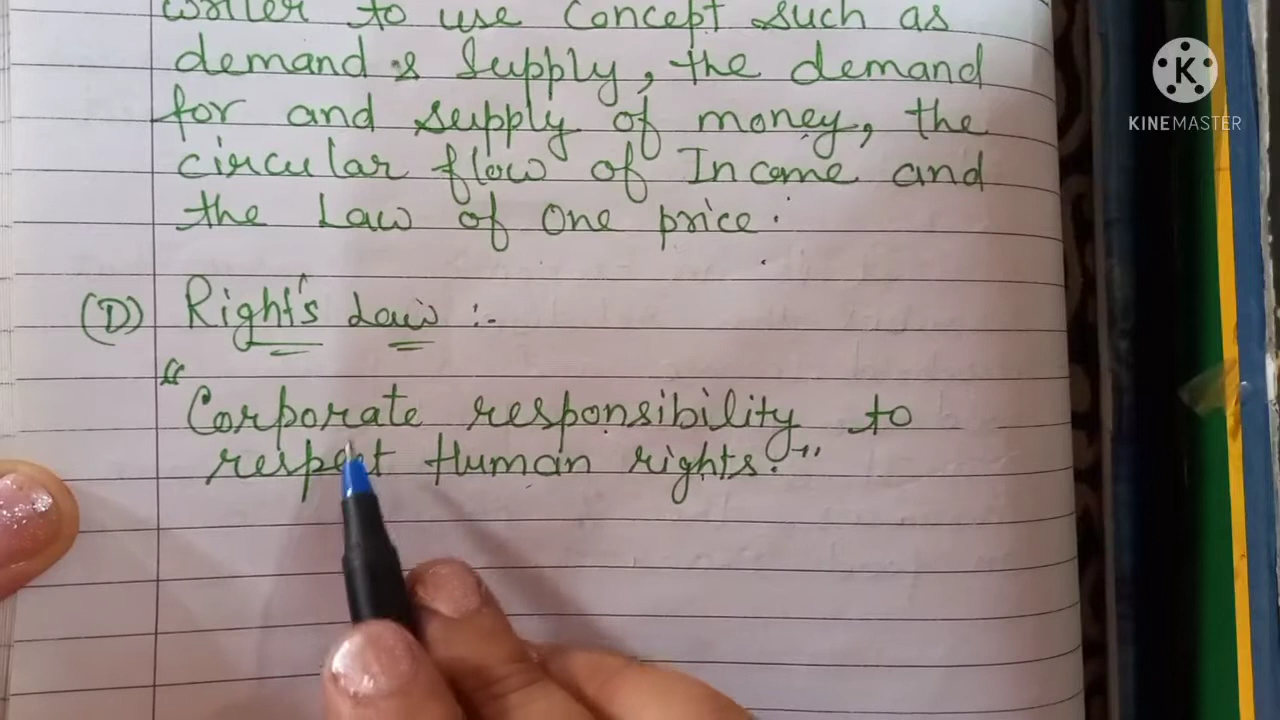 writer to use Concept such as
demand & Supply, the demand
for and supply of money, the
circular flow of Income and
the Law of One price.
(D) Right's Law :-
"Corporate responsibility to
respect Human rights."
K
KINEMASTER